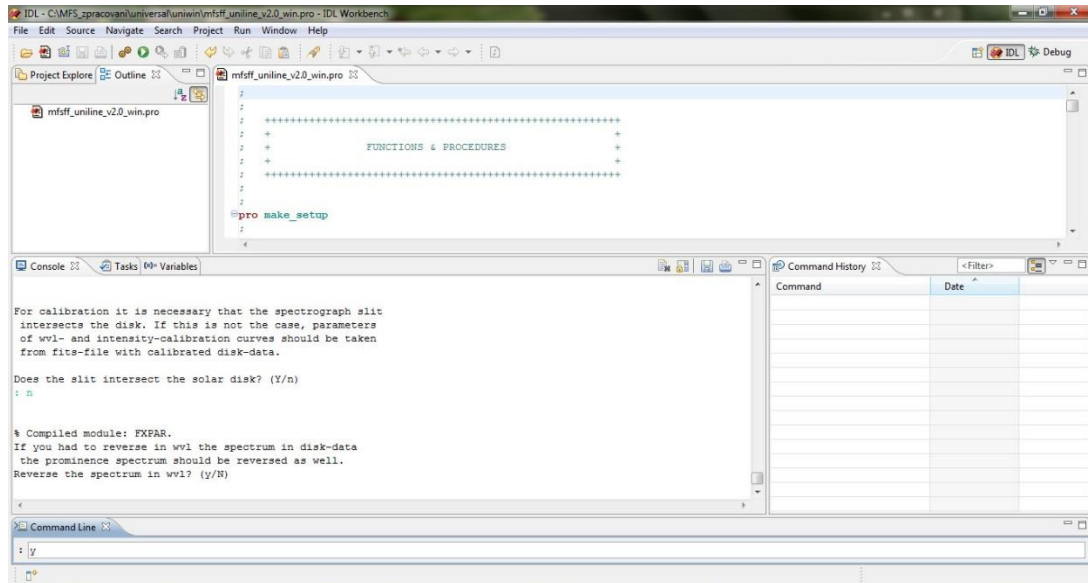 IDL - C:\MFS_zpracovani\universal\uniwin\mfsff_uniline_v2.0_win.pro - IDL Workbench
File Edit Source Navigate Search Project Run Window Help
IDL Debug
Project Explore Outline
mfsff_uniline_v2.0_win.pro
mfsff_uniline_v2.0_win.pro
;
;
; ++++++++++++++++++++++++++++++++++++++++++++++++++++++++
; + +
; + FUNCTIONS & PROCEDURES +
; + +
; ++++++++++++++++++++++++++++++++++++++++++++++++++++++++
;
;
pro make_setup
;
Console Tasks Variables
For calibration it is necessary that the spectrograph slit
intersects the disk. If this is not the case, parameters
of wvl- and intensity-calibration curves should be taken
from fits-file with calibrated disk-data.
Does the slit intersect the solar disk? (Y/n)
: n
% Compiled module: FXPAR.
If you had to reverse in wvl the spectrum in disk-data
the prominence spectrum should be reversed as well.
Reverse the spectrum in wvl? (y/N)
Command History
<Filter>
Command Date
Command Line
: y